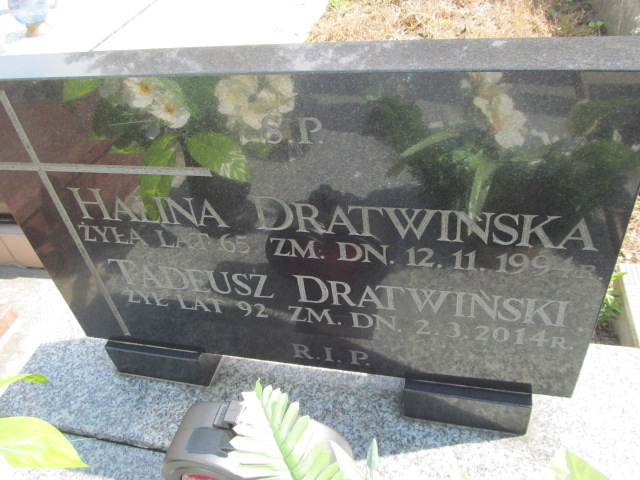 Ś.P.
HALINA DRATWIŃSKA
ŻYŁA LAT 65 ZM. DN. 12.11.1994R.
TADEUSZ DRATWIŃSKI
ŻYŁ LAT 92 ZM. DN. 2.3.2014R.
R.I.P.